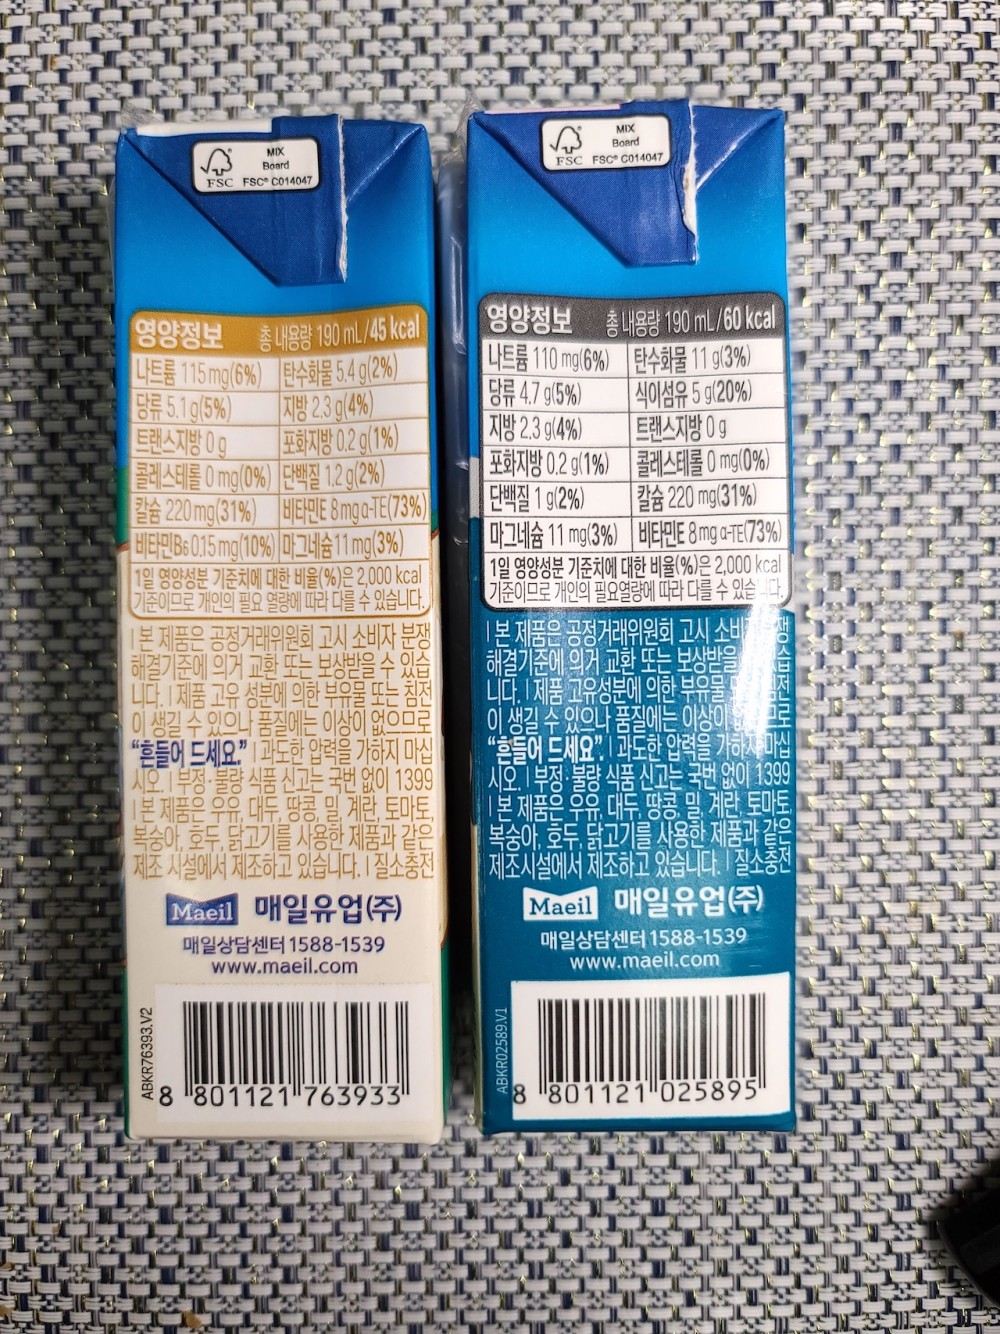 MIX
Board
FSC FSC® C014047
영양정보 총 내용량 190 mL/45 kcal
나트륨 115 mg(6%) 탄수화물 5.4 g(2%)
당류 5.1 g(5%) 지방 2.3 g(4%)
트랜스지방 0 g 포화지방 0.2 g(1%)
콜레스테롤 0 mg(0%) 단백질 1.2 g(2%)
칼슘 220 mg(31%) 비타민E 8 mg α-TE(73%)
비타민B6 0.15 mg(10%) 마그네슘 11 mg(3%)
1일 영양성분 기준치에 대한 비율(%)은 2,000 kcal
기준이므로 개인의 필요 열량에 따라 다를 수 있습니다.
| 본 제품은 공정거래위원회 고시 소비자 분쟁
해결기준에 의거 교환 또는 보상받을 수 있습
니다. | 제품 고유 성분에 의한 부유물 또는 침전
이 생길 수 있으나 품질에는 이상이 없으므로
“흔들어 드세요.” | 과도한 압력을 가하지 마십
시오. | 부정·불량 식품 신고는 국번 없이 1399
| 본 제품은 우유, 대두, 땅콩, 밀, 계란, 토마토,
복숭아, 호두, 닭고기를 사용한 제품과 같은
제조 시설에서 제조하고 있습니다. | 질소충전
Maeil 매일유업(주)
매일상담센터 1588-1539
www.maeil.com
ABKR76393.V2
8 801121 763933
MIX
Board
FSC FSC® C014047
영양정보 총 내용량 190 mL/60 kcal
나트륨 110 mg(6%) 탄수화물 11 g(3%)
당류 4.7 g(5%) 식이섬유 5 g(20%)
지방 2.3 g(4%) 트랜스지방 0 g
포화지방 0.2 g(1%) 콜레스테롤 0 mg(0%)
단백질 1 g(2%) 칼슘 220 mg(31%)
마그네슘 11 mg(3%) 비타민E 8 mg α-TE(73%)
1일 영양성분 기준치에 대한 비율(%)은 2,000 kcal
기준이므로 개인의 필요열량에 따라 다를 수 있습니다.
| 본 제품은 공정거래위원회 고시 소비자 분쟁
해결기준에 의거 교환 또는 보상받을 습
니다. | 제품 고유성분에 의한 부유물 침전
이 생길 수 있으나 품질에는 이상이 없으므로
“흔들어 드세요”. | 과도한 압력을 가하지 마십
시오. | 부정·불량 식품 신고는 국번 없이 1399
| 본 제품은 우유, 대두, 땅콩, 밀, 계란, 토마토,
복숭아, 호두, 닭고기를 사용한 제품과 같은
제조시설에서 제조하고 있습니다. | 질소충전
Maeil 매일유업(주)
매일상담센터 1588-1539
www.maeil.com
ABKR02589.V1
8 801121 025895